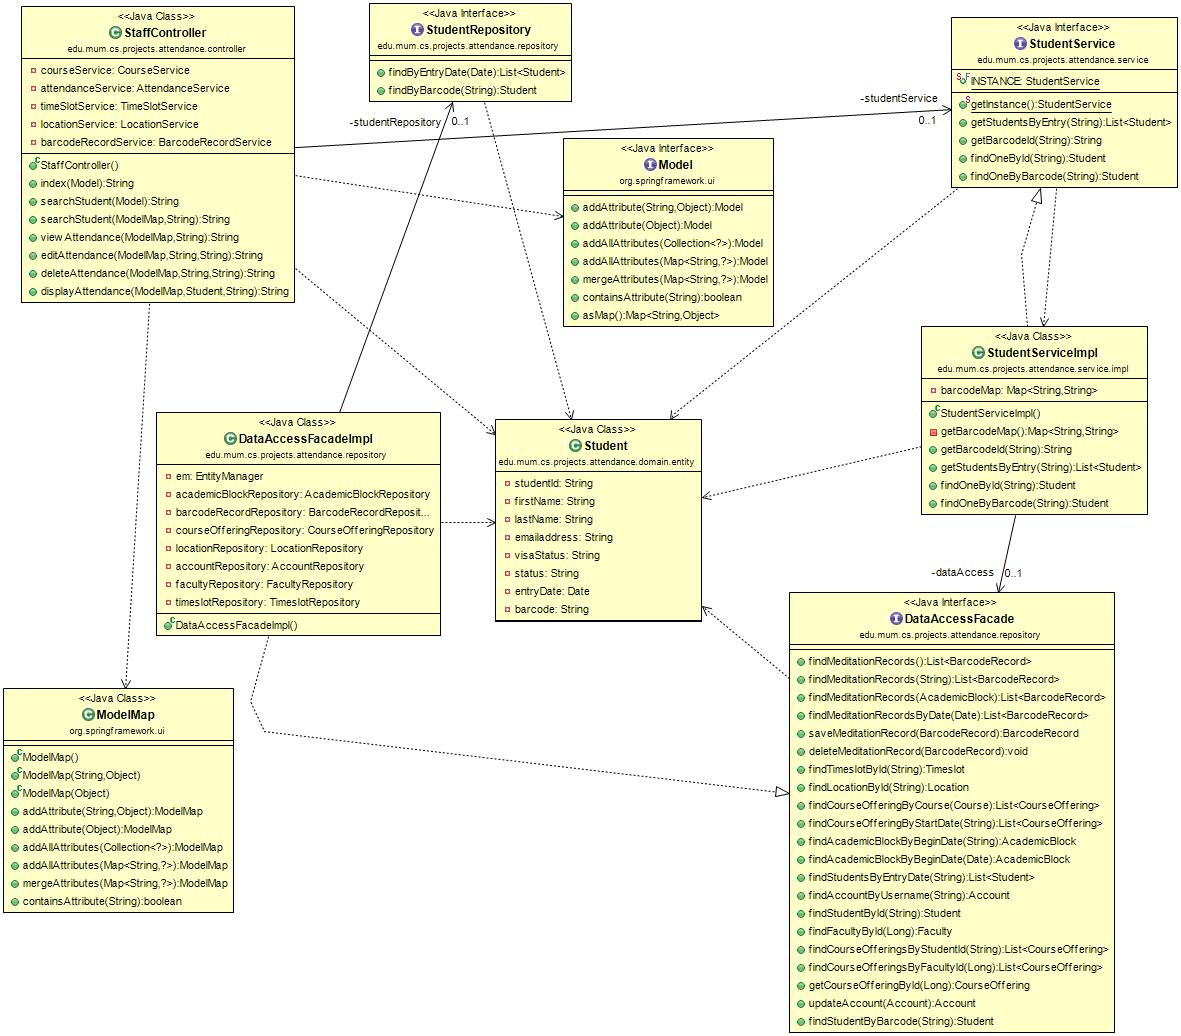 <<Java Class>>
StaffController
edu.mum.cs.projects.attendance.controller
courseService: CourseService
attendanceService: AttendanceService
timeSlotService: TimeSlotService
locationService: LocationService
barcodeRecordService: BarcodeRecordService
StaffController()
index(Model):String
searchStudent(Model):String
searchStudent(ModelMap,String):String
viewAttendance(ModelMap,String):String
editAttendance(ModelMap,String,String):String
deleteAttendance(ModelMap,String,String):String
displayAttendance(ModelMap,Student,String):String
<<Java Interface>>
StudentRepository
edu.mum.cs.projects.attendance.repository
findByEntryDate(Date):List<Student>
findByBarcode(String):Student
-studentRepository
0..1
<<Java Interface>>
Model
org.springframework.ui
addAttribute(String,Object):Model
addAttribute(Object):Model
addAllAttributes(Collection<?>):Model
addAllAttributes(Map<String,?>):Model
mergeAttributes(Map<String,?>):Model
containsAttribute(String):boolean
asMap():Map<String,Object>
-studentService
0..1
<<Java Interface>>
StudentService
edu.mum.cs.projects.attendance.service
INSTANCE: StudentService
getInstance():StudentService
getStudentsByEntry(String):List<Student>
getBarcodeId(String):String
findOneById(String):Student
findOneByBarcode(String):Student
<<Java Class>>
StudentServiceImpl
edu.mum.cs.projects.attendance.service.impl
barcodeMap: Map<String,String>
StudentServiceImpl()
getBarcodeMap():Map<String,String>
getBarcodeId(String):String
getStudentsByEntry(String):List<Student>
findOneById(String):Student
findOneByBarcode(String):Student
-dataAccess
0..1
<<Java Class>>
DataAccessFacadeImpl
edu.mum.cs.projects.attendance.repository
em: EntityManager
academicBlockRepository: AcademicBlockRepository
barcodeRecordRepository: BarcodeRecordReposit...
courseOfferingRepository: CourseOfferingRepository
locationRepository: LocationRepository
accountRepository: AccountRepository
facultyRepository: FacultyRepository
timeslotRepository: TimeslotRepository
DataAccessFacadeImpl()
<<Java Class>>
Student
edu.mum.cs.projects.attendance.domain.entity
studentId: String
firstName: String
lastName: String
emailaddress: String
visaStatus: String
status: String
entryDate: Date
barcode: String
<<Java Class>>
ModelMap
org.springframework.ui
ModelMap()
ModelMap(String,Object)
ModelMap(Object)
addAttribute(String,Object):ModelMap
addAttribute(Object):ModelMap
addAllAttributes(Collection<?>):ModelMap
addAllAttributes(Map<String,?>):ModelMap
mergeAttributes(Map<String,?>):ModelMap
containsAttribute(String):boolean
<<Java Interface>>
DataAccessFacade
edu.mum.cs.projects.attendance.repository
findMeditationRecords():List<BarcodeRecord>
findMeditationRecords(String):List<BarcodeRecord>
findMeditationRecords(AcademicBlock):List<BarcodeRecord>
findMeditationRecordsByDate(Date):List<BarcodeRecord>
saveMeditationRecord(BarcodeRecord):BarcodeRecord
deleteMeditationRecord(BarcodeRecord):void
findTimeslotById(String):Timeslot
findLocationById(String):Location
findCourseOfferingByCourse(Course):List<CourseOffering>
findCourseOfferingByStartDate(String):List<CourseOffering>
findAcademicBlockByBeginDate(String):AcademicBlock
findAcademicBlockByBeginDate(Date):AcademicBlock
findStudentsByEntryDate(String):List<Student>
findAccountByUsername(String):Account
findStudentById(String):Student
findFacultyById(Long):Faculty
findCourseOfferingsByStudentId(String):List<CourseOffering>
findCourseOfferingsByFacultyId(Long):List<CourseOffering>
getCourseOfferingById(Long):CourseOffering
updateAccount(Account):Account
findStudentByBarcode(String):Student